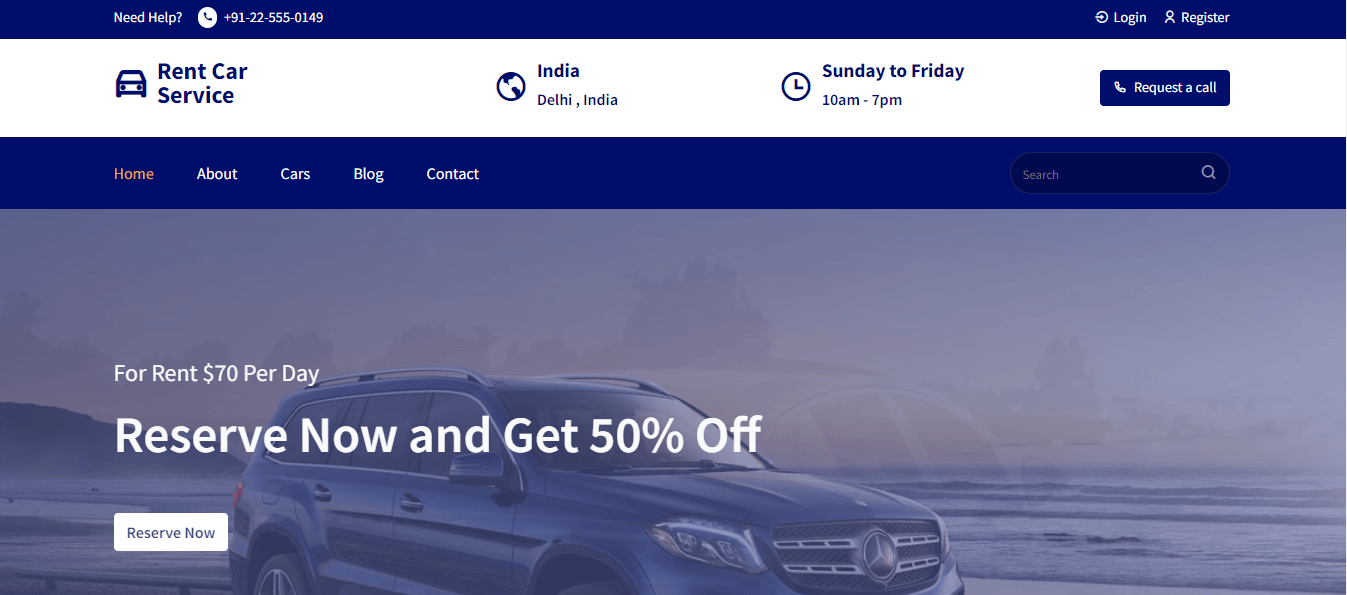 Need Help? +91-22-555-0149 Login Register
Rent Car
Service
India
Delhi , India
Sunday to Friday
10am - 7pm
Request a call
Home About Cars Blog Contact Search
For Rent $70 Per Day
Reserve Now and Get 50% Off
Reserve Now